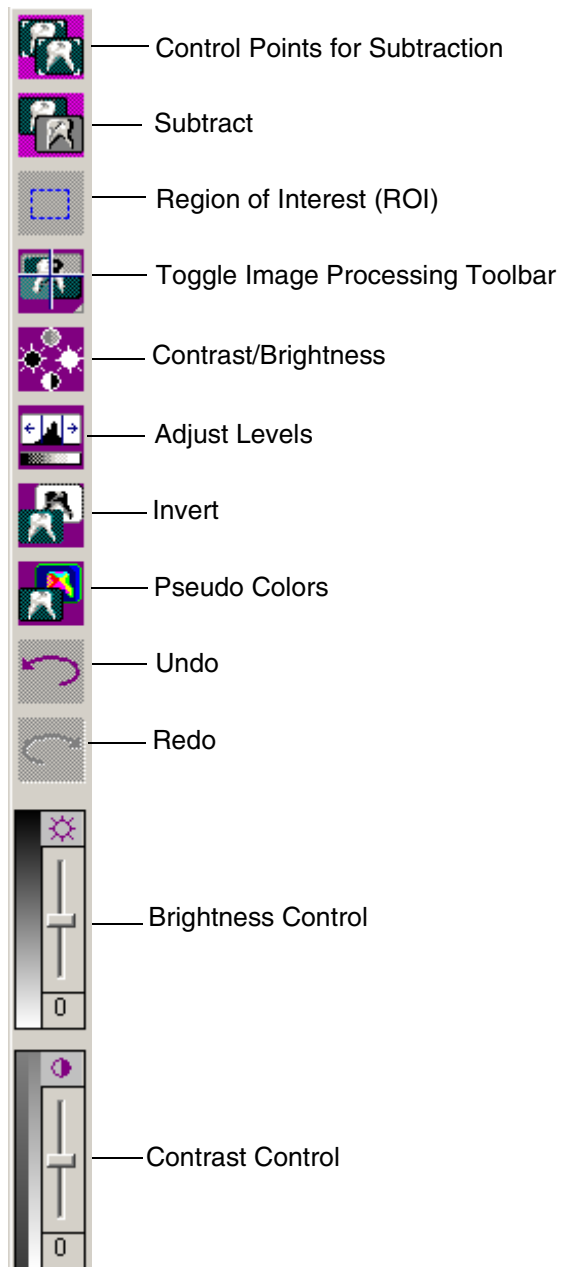 Control Points for Subtraction
Subtract
Region of Interest (ROI)
Toggle Image Processing Toolbar
Contrast/Brightness
Adjust Levels
Invert
Pseudo Colors
Undo
Redo
Brightness Control
0
Contrast Control
0